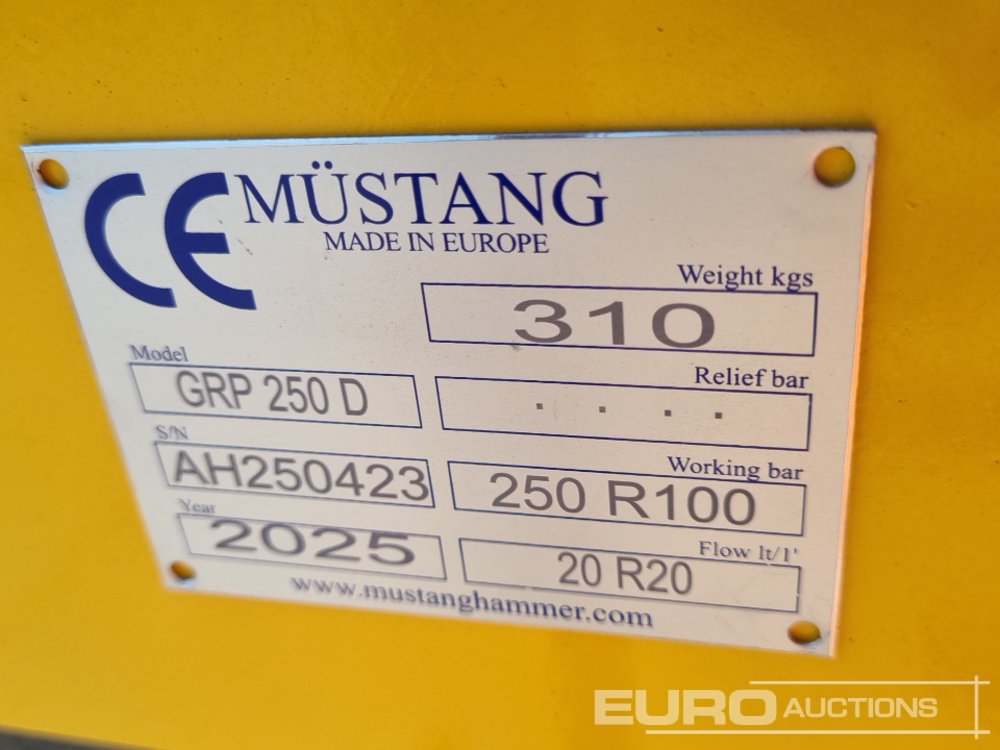 CE MÜSTANG
MADE IN EUROPE
Weight kgs
310
Model
GRP 250 D
Relief bar
. . . .
S/N
AH250423
Working bar
250 R100
Year
2025
Flow lt/1'
20 R20
www.mustanghammer.com
EURO AUCTIONS